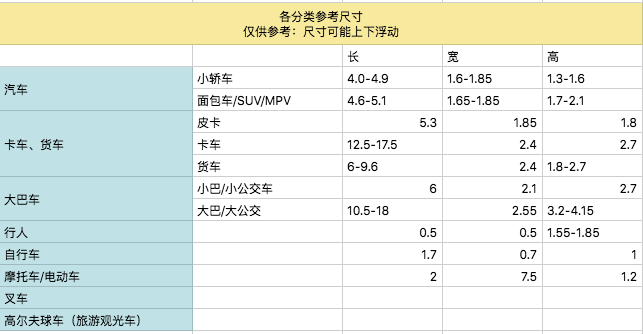 各分类参考尺寸
仅供参考：尺寸可能上下浮动
长 宽 高
汽车 小轿车 4.0-4.9 1.6-1.85 1.3-1.6
面包车/SUV/MPV 4.6-5.1 1.65-1.85 1.7-2.1
卡车、货车 皮卡 5.3 1.85 1.8
卡车 12.5-17.5 2.4 2.7
货车 6-9.6 2.4 1.8-2.7
大巴车 小巴/小公交车 6 2.1 2.7
大巴/大公交 10.5-18 2.55 3.2-4.15
行人 0.5 0.5 1.55-1.85
自行车 1.7 0.7 1
摩托车/电动车 2 7.5 1.2
叉车
高尔夫球车（旅游观光车）